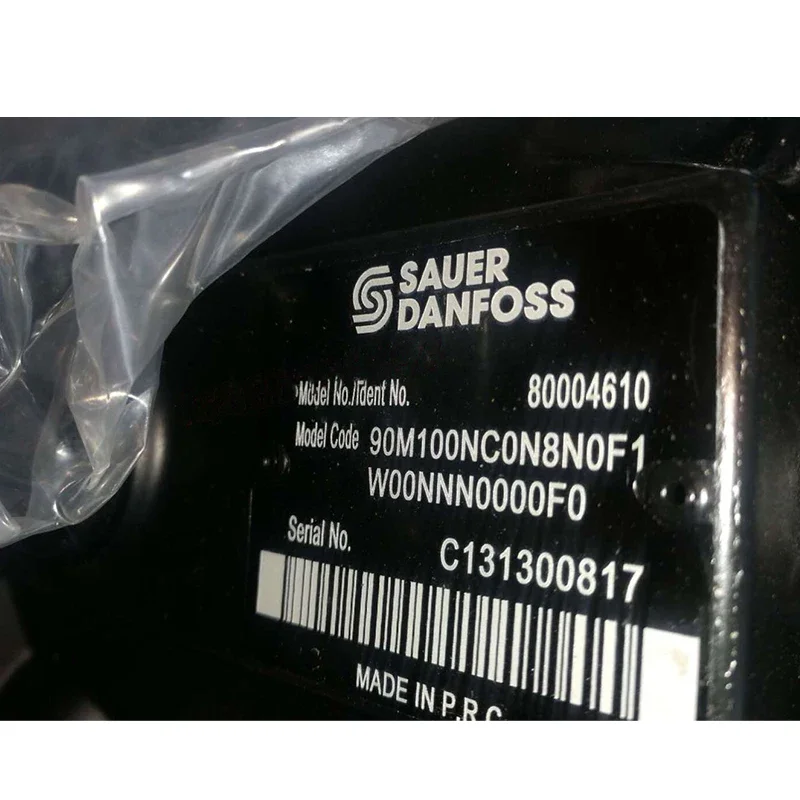 SAUER
DANFOSS
Model No./Ident No. 80004610
Model Code 90M100NC0N8N0F1
W00NNN0000F0
Serial No. C131300817
MADE IN P.R.C.